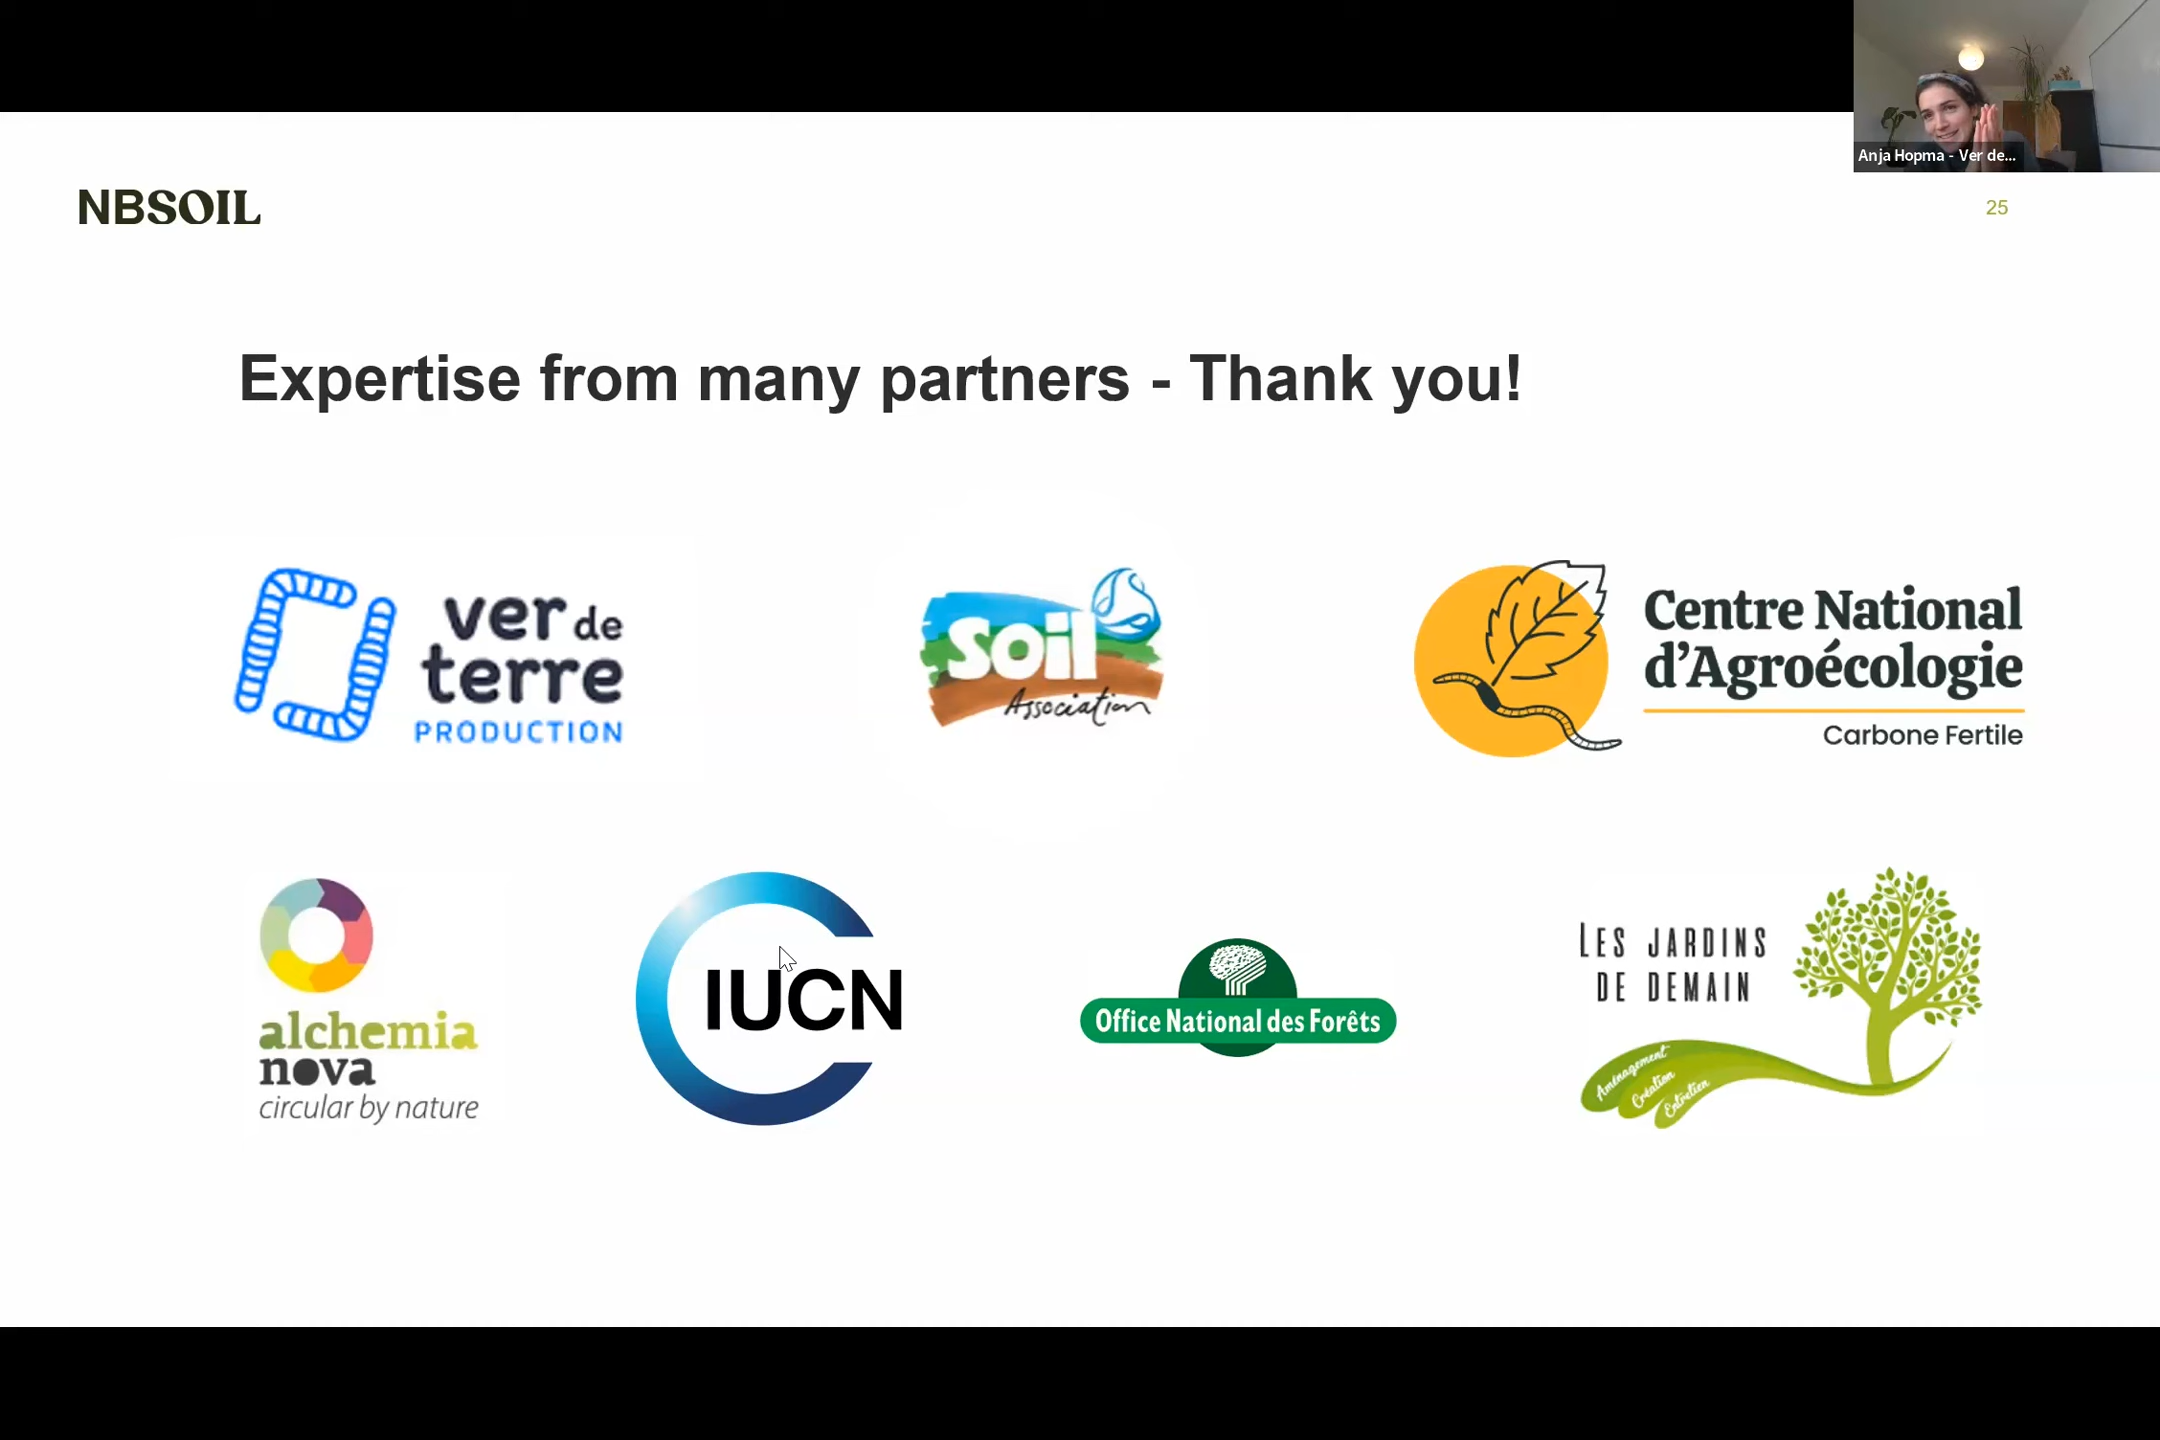 Anja Hopma - Ver de...
NBSOIL
25
Expertise from many partners - Thank you!
ver de
terre
PRODUCTION
Soil
Association
Centre National
d'Agroécologie
Carbone Fertile
alchemia
nova
circular by nature
IUCN
Office National des Forêts
LES JARDINS
DE DEMAIN
Aménagement
Création
Entretien